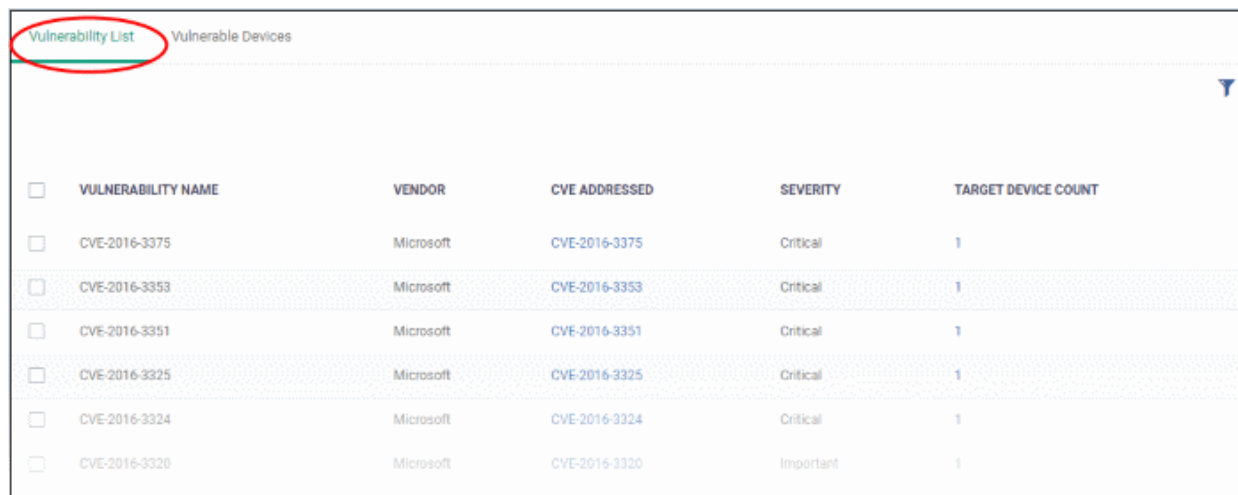 Vulnerability List Vulnerable Devices
VULNERABILITY NAME VENDOR CVE ADDRESSED SEVERITY TARGET DEVICE COUNT
CVE-2016-3375 Microsoft CVE-2016-3375 Critical 1
CVE-2016-3353 Microsoft CVE-2016-3353 Critical 1
CVE-2016-3351 Microsoft CVE-2016-3351 Critical 1
CVE-2016-3325 Microsoft CVE-2016-3325 Critical 1
CVE-2016-3324 Microsoft CVE-2016-3324 Critical 1
CVE-2016-3320 Microsoft CVE-2016-3320 Important 1